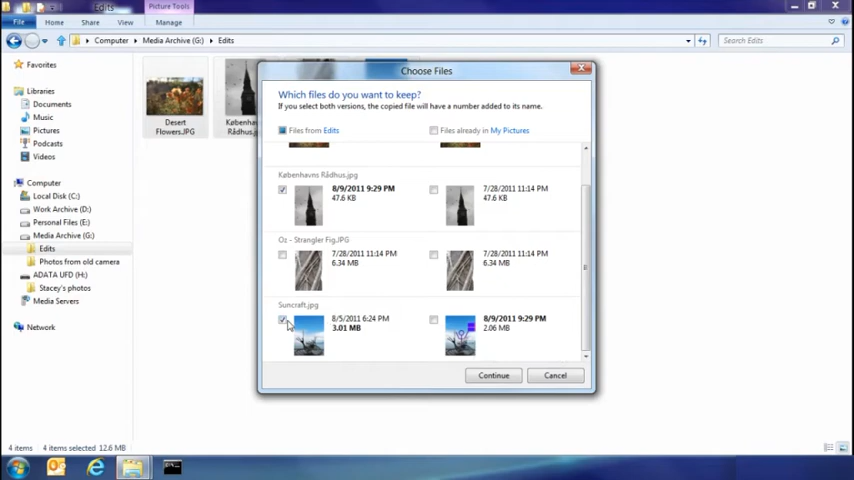 Edits
Picture Tools
File
Home
Share
View
Manage
Computer
Media Archive (G:)
Edits
Search Edits
Favorites
Libraries
Documents
Music
Pictures
Podcasts
Videos
Computer
Local Disk (C:)
Work Archive (D:)
Personal Files (E:)
Media Archive (G:)
Edits
Photos from old camera
ADATA UFD (H:)
Stacey's photos
Media Servers
Network
Desert
Flowers.JPG
Københavns
Rådhus.jpg
Choose Files
Which files do you want to keep?
If you select both versions, the copied file will have a number added to its name.
Files from Edits
Files already in My Pictures
Københavns Rådhus.jpg
8/9/2011 9:29 PM
47.6 KB
7/28/2011 11:14 PM
47.6 KB
Oz - Strangler Fig.JPG
7/28/2011 11:14 PM
6.34 MB
7/28/2011 11:14 PM
6.34 MB
Suncraft.jpg
8/5/2011 6:24 PM
3.01 MB
8/9/2011 9:29 PM
2.06 MB
Continue
Cancel
4 items
4 items selected 12.6 MB